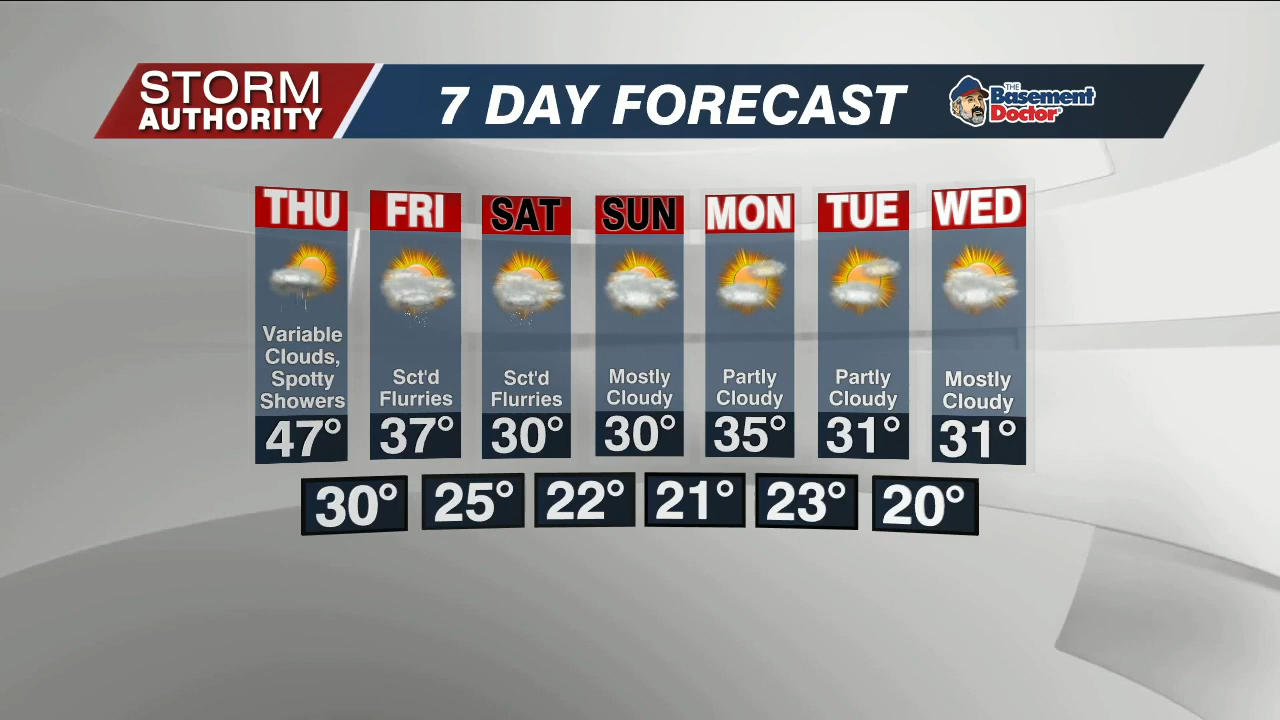 STORM
AUTHORITY
7 DAY FORECAST
THE
Basement
Doctor
THU
FRI
SAT
SUN
MON
TUE
WED
Variable
Clouds,
Spotty
Showers
Sct'd
Flurries
Sct'd
Flurries
Mostly
Cloudy
Partly
Cloudy
Partly
Cloudy
Mostly
Cloudy
47°
37°
30°
30°
35°
31°
31°
30°
25°
22°
21°
23°
20°